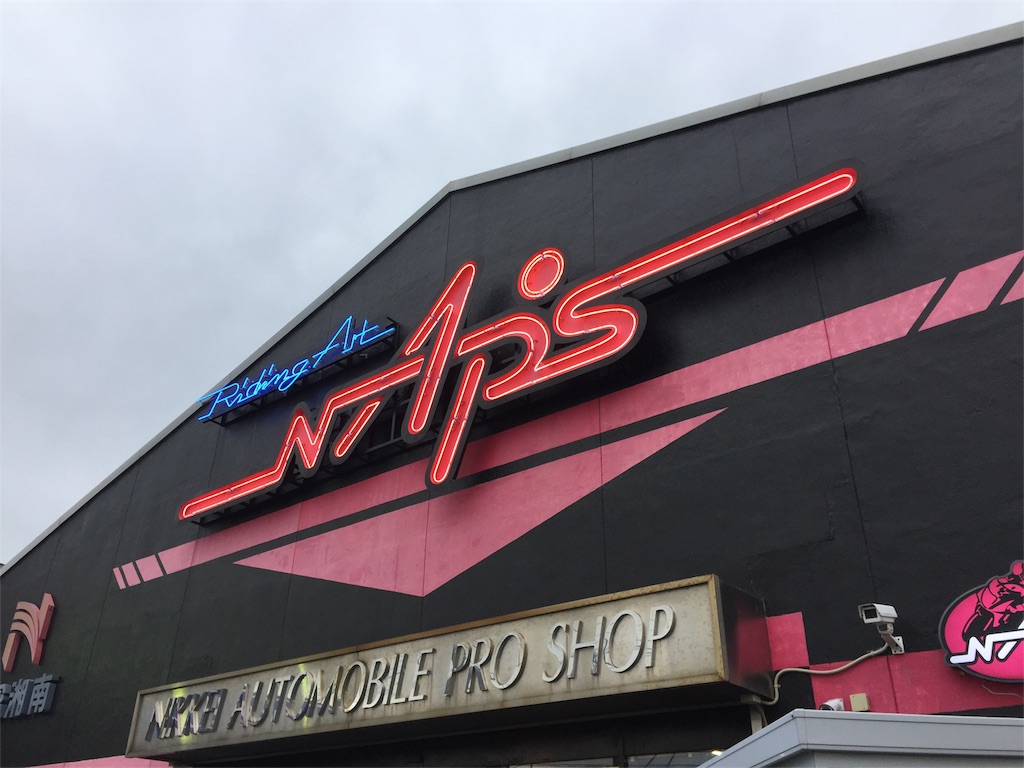 Riding Art
NAPS
NIKKEI AUTOMOBILE PRO SHOP
湘南